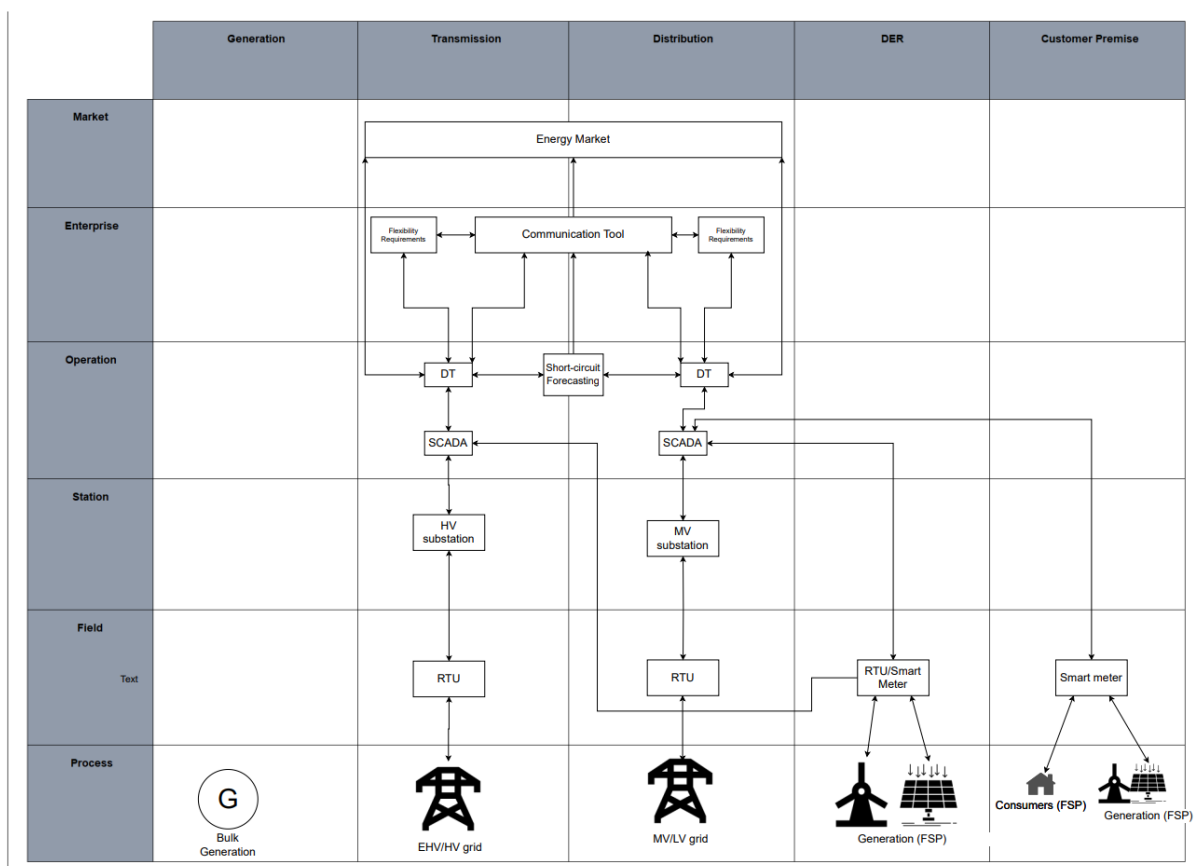 Generation
Transmission
Distribution
DER
Customer Premise
Market
Energy Market
Enterprise
Flexibility
Requirements
Communication Tool
Flexibility
Requirements
Operation
DT
Short-circuit
Forecasting
DT
SCADA
SCADA
Station
HV
substation
MV
substation
Field
Text
RTU
RTU
RTU/Smart
Meter
Smart meter
Process
G
Bulk
Generation
EHV/HV grid
MV/LV grid
Generation (FSP)
Consumers (FSP)
Generation (FSP)